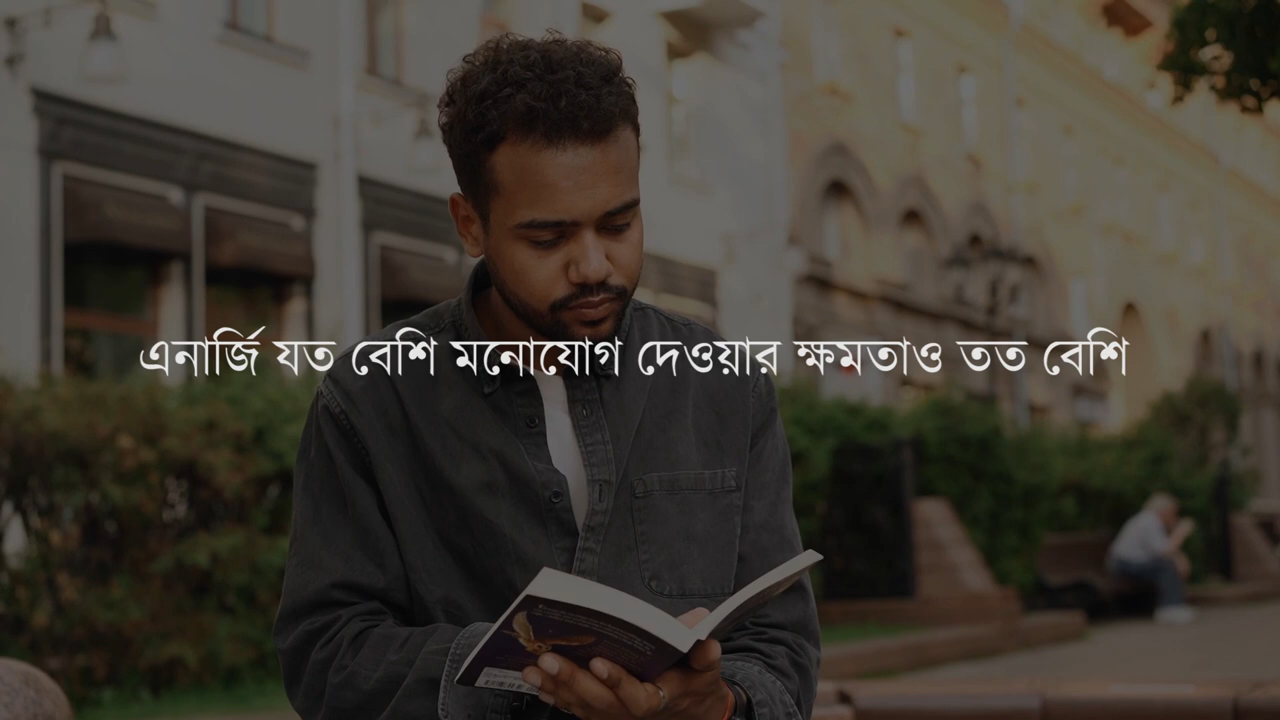 এনার্জি যত বেশি মনোযোগ দেওয়ার ক্ষমতাও তত বেশি